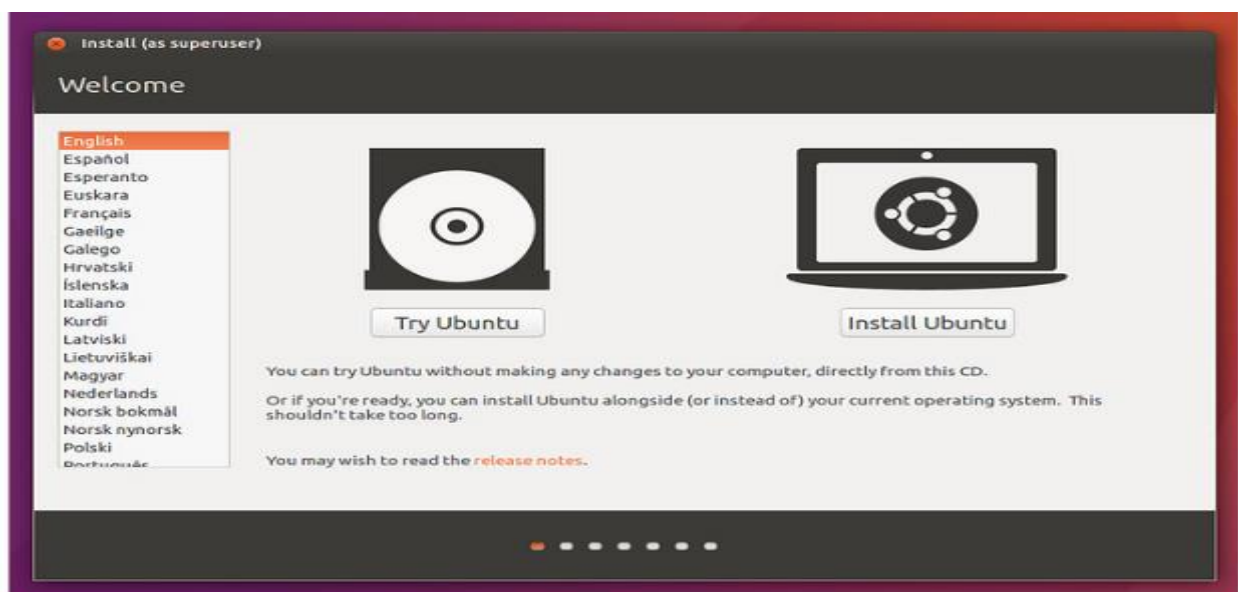 Install (as superuser)
Welcome
English
Español
Esperanto
Euskara
Français
Gaeilge
Galego
Hrvatski
Íslenska
Italiano
Kurdî
Latviski
Lietuviškai
Magyar
Nederlands
Norsk bokmål
Norsk nynorsk
Polski
Português
Try Ubuntu
Install Ubuntu
You can try Ubuntu without making any changes to your computer, directly from this CD.
Or if you're ready, you can install Ubuntu alongside (or instead of) your current operating system. This
shouldn't take too long.
You may wish to read the release notes.